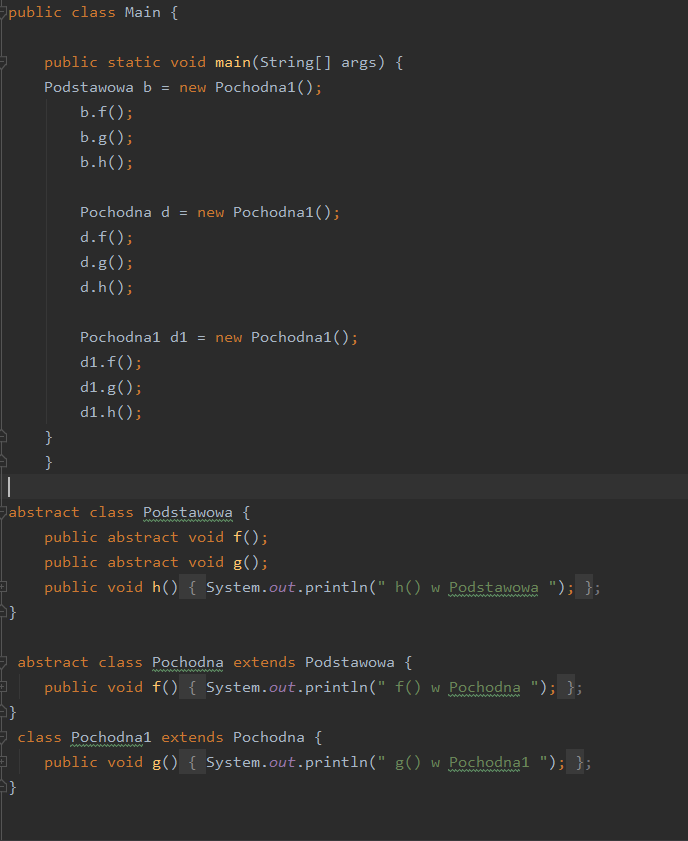 public class Main {
public static void main(String[] args) {
Podstawowa b = new Pochodna1();
b.f();
b.g();
b.h();
Pochodna d = new Pochodna1();
d.f();
d.g();
d.h();
Pochodna1 d1 = new Pochodna1();
d1.f();
d1.g();
d1.h();
}
}
abstract class Podstawowa {
public abstract void f();
public abstract void g();
public void h() { System.out.println(" h() w Podstawowa "); };
}
abstract class Pochodna extends Podstawowa {
public void f() { System.out.println(" f() w Pochodna "); };
}
class Pochodna1 extends Pochodna {
public void g() { System.out.println(" g() w Pochodna1 "); };
}